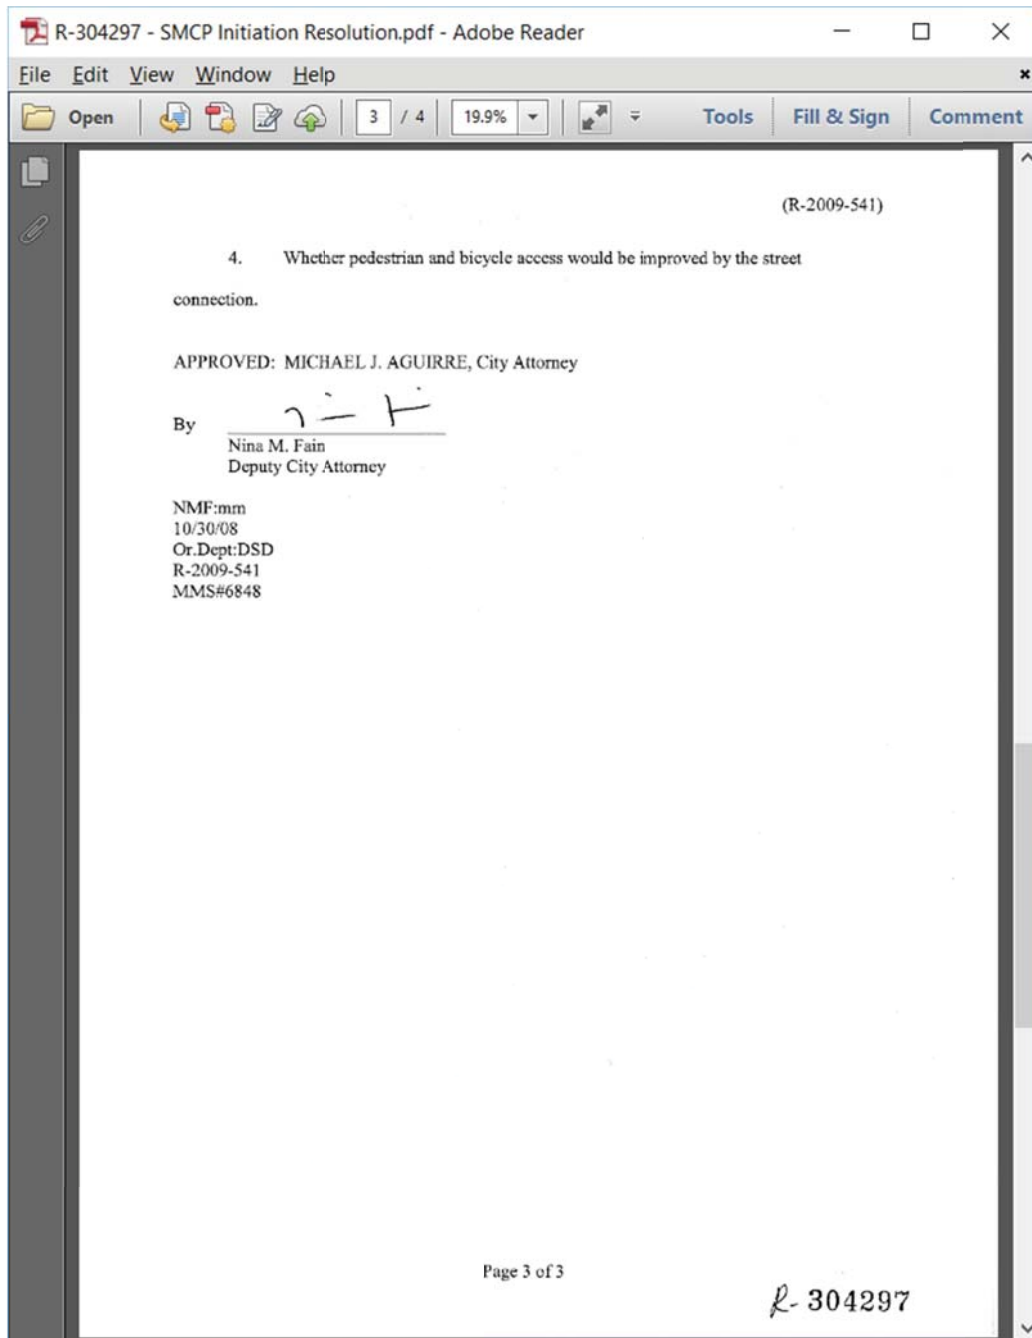 R-304297 - SMCP Initiation Resolution.pdf - Adobe Reader
File Edit View Window Help
Open 3 / 4 19.9% Tools Fill & Sign Comment
(R-2009-541)
4. Whether pedestrian and bicycle access would be improved by the street
connection.
APPROVED: MICHAEL J. AGUIRRE, City Attorney
By
Nina M. Fain
Deputy City Attorney
NMF:mm
10/30/08
Or.Dept:DSD
R-2009-541
MMS#6848
Page 3 of 3
R- 304297